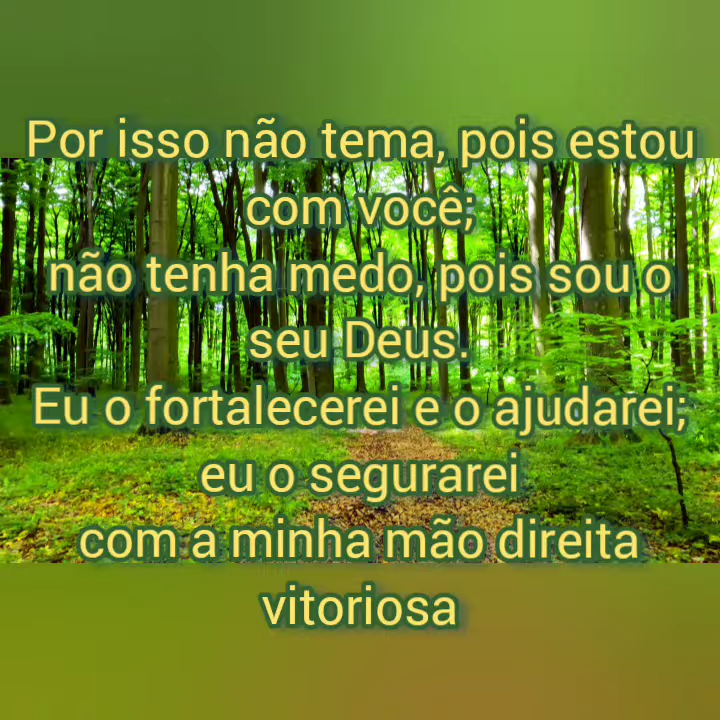 Por isso não tema, pois estou
com você;
não tenha medo, pois sou o
seu Deus.
Eu o fortalecerei e o ajudarei;
eu o segurarei
com a minha mão direita
vitoriosa